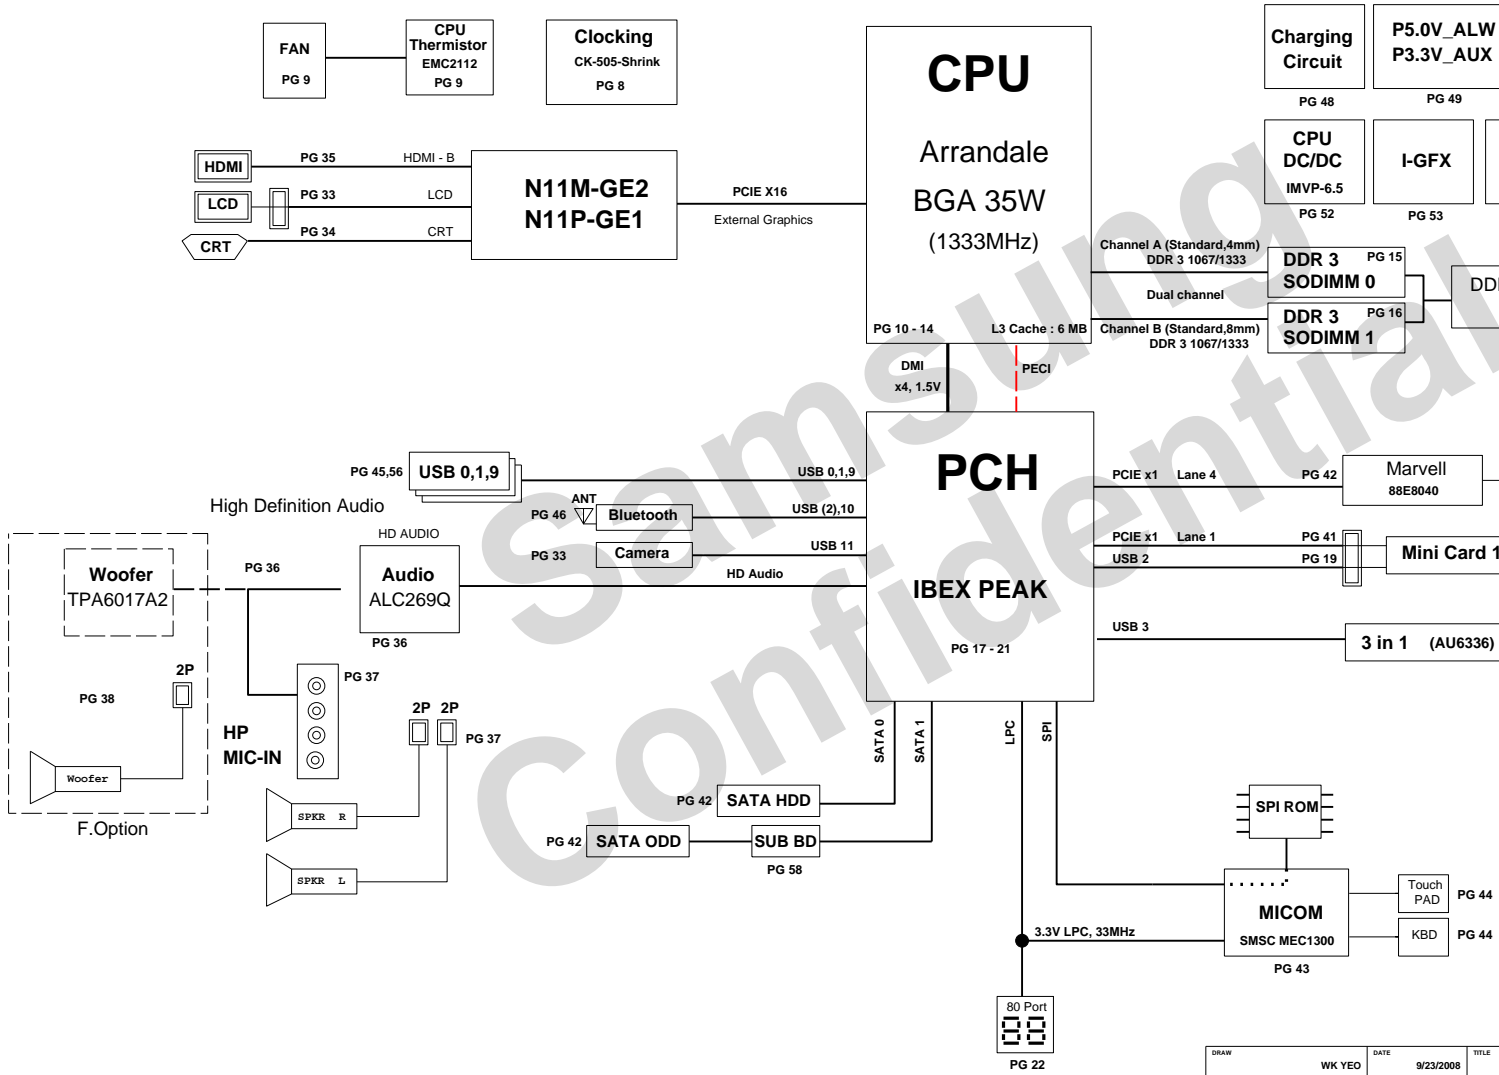 FAN
PG 9
CPU
Thermistor
EMC2112
PG 9
Clocking
CK-505-Shrink
PG 8
CPU
Arrandale
BGA 35W
(1333MHz)
PG 10 - 14
L3 Cache : 6 MB
Charging
Circuit
PG 48
P5.0V_ALW
P3.3V_AUX
PG 49
CPU
DC/DC
IMVP-6.5
PG 52
I-GFX
PG 53
HDMI
PG 35
HDMI - B
LCD
PG 33
LCD
CRT
PG 34
CRT
N11M-GE2
N11P-GE1
PCIE X16
External Graphics
Channel A (Standard,4mm)
DDR 3 1067/1333
Dual channel
Channel B (Standard,8mm)
DDR 3 1067/1333
DDR 3
SODIMM 0
PG 15
DDR 3
SODIMM 1
PG 16
DMI
x4, 1.5V
PECI
Samsung
Confidential
PCH
IBEX PEAK
PG 17 - 21
PG 45,56
USB 0,1,9
USB 0,1,9
ANT
PG 46
Bluetooth
USB (2),10
PG 33
Camera
USB 11
High Definition Audio
HD AUDIO
Audio
ALC269Q
PG 36
HD Audio
Woofer
TPA6017A2
PG 36
PG 38
2P
Woofer
F.Option
HP
MIC-IN
PG 37
2P
2P
PG 37
SPKR R
SPKR L
PCIE x1
Lane 4
PG 42
Marvell
88E8040
PCIE x1
Lane 1
PG 41
USB 2
PG 19
Mini Card 1
USB 3
3 in 1 (AU6336)
SATA 0
SATA 1
LPC
SPI
PG 42
SATA HDD
PG 42
SATA ODD
SUB BD
PG 58
SPI ROM
MICOM
SMSC MEC1300
PG 43
3.3V LPC, 33MHz
Touch
PAD
PG 44
KBD
PG 44
80 Port
88
PG 22
DRAW
WK YEO
DATE
9/23/2008
TITLE